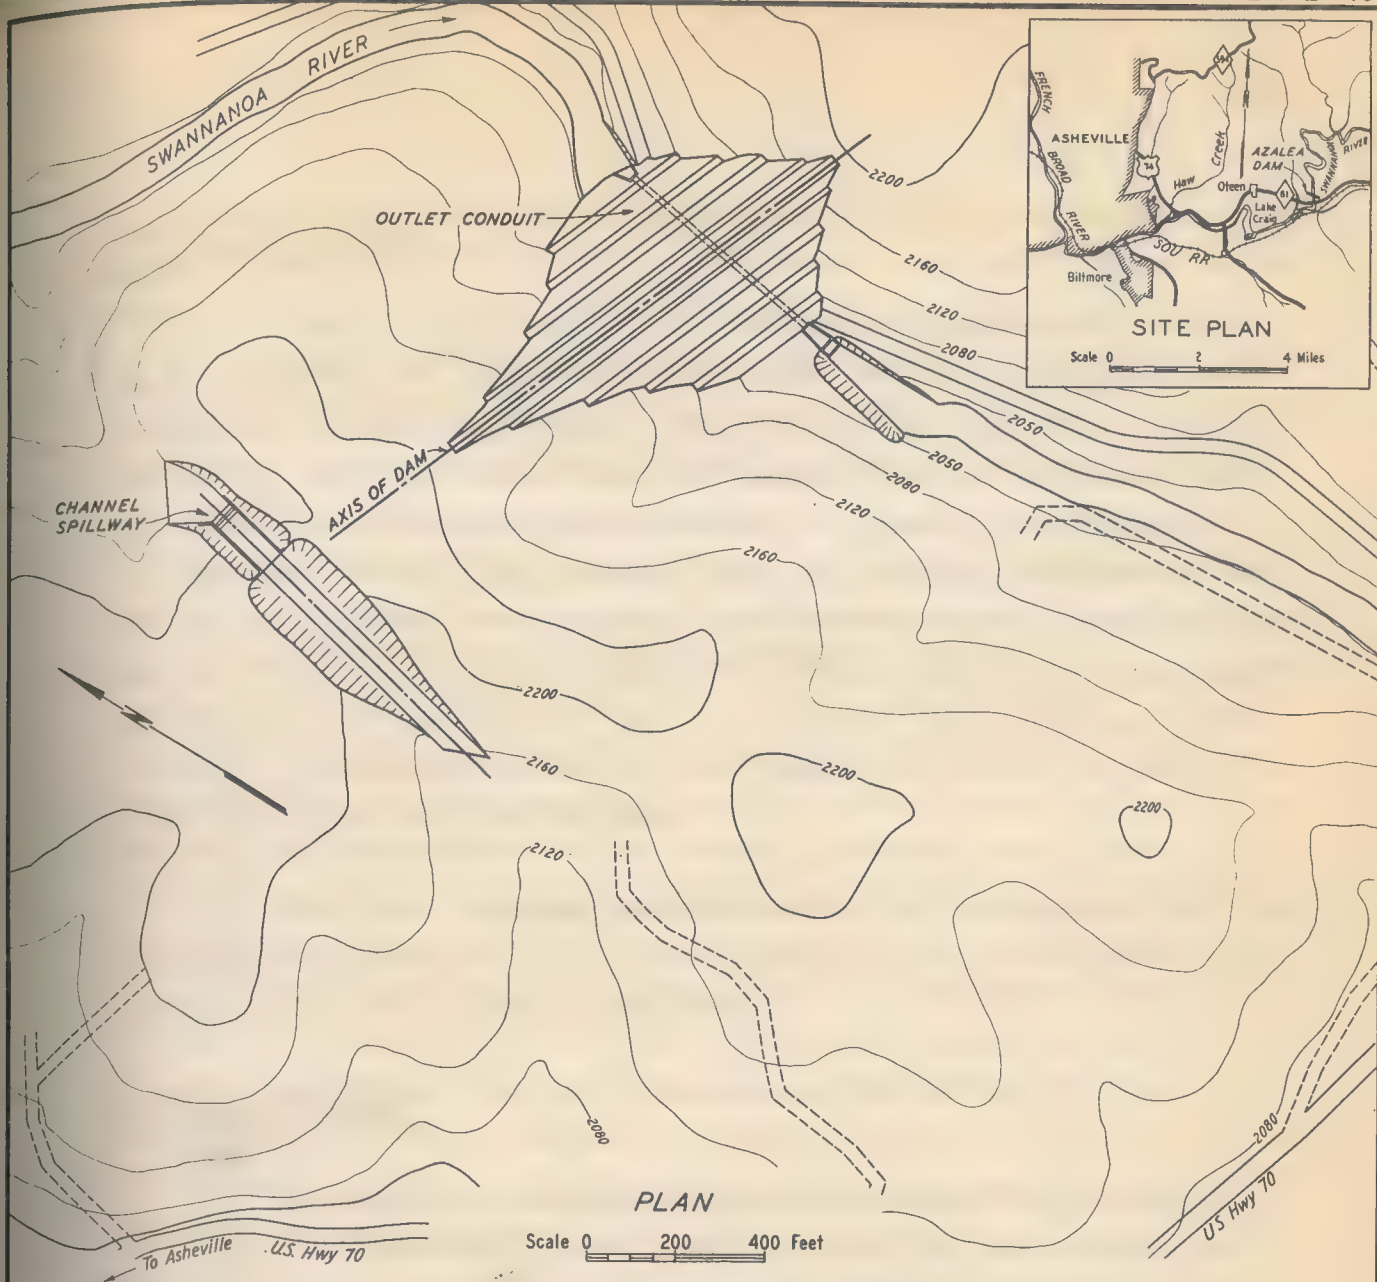 SWANNANOA RIVER
OUTLET CONDUIT
2200
2160
2120
2080
2050
2050
2080
2120
2160
AXIS OF DAM
CHANNEL
SPILLWAY
N
2200
2160
2200
2200
2120
2080
2080
PLAN
Scale 0 200 400 Feet
To Asheville
U.S. Hwy 70
US Hwy 70
FRENCH
BROAD
RIVER
ASHEVILLE
74
Haw
Creek
AZALEA
DAM
SWANNANOA
RIVER
Oteen
81
Lake
Craig
SOU RR
Biltmore
SITE PLAN
Scale 0 2 4 Miles